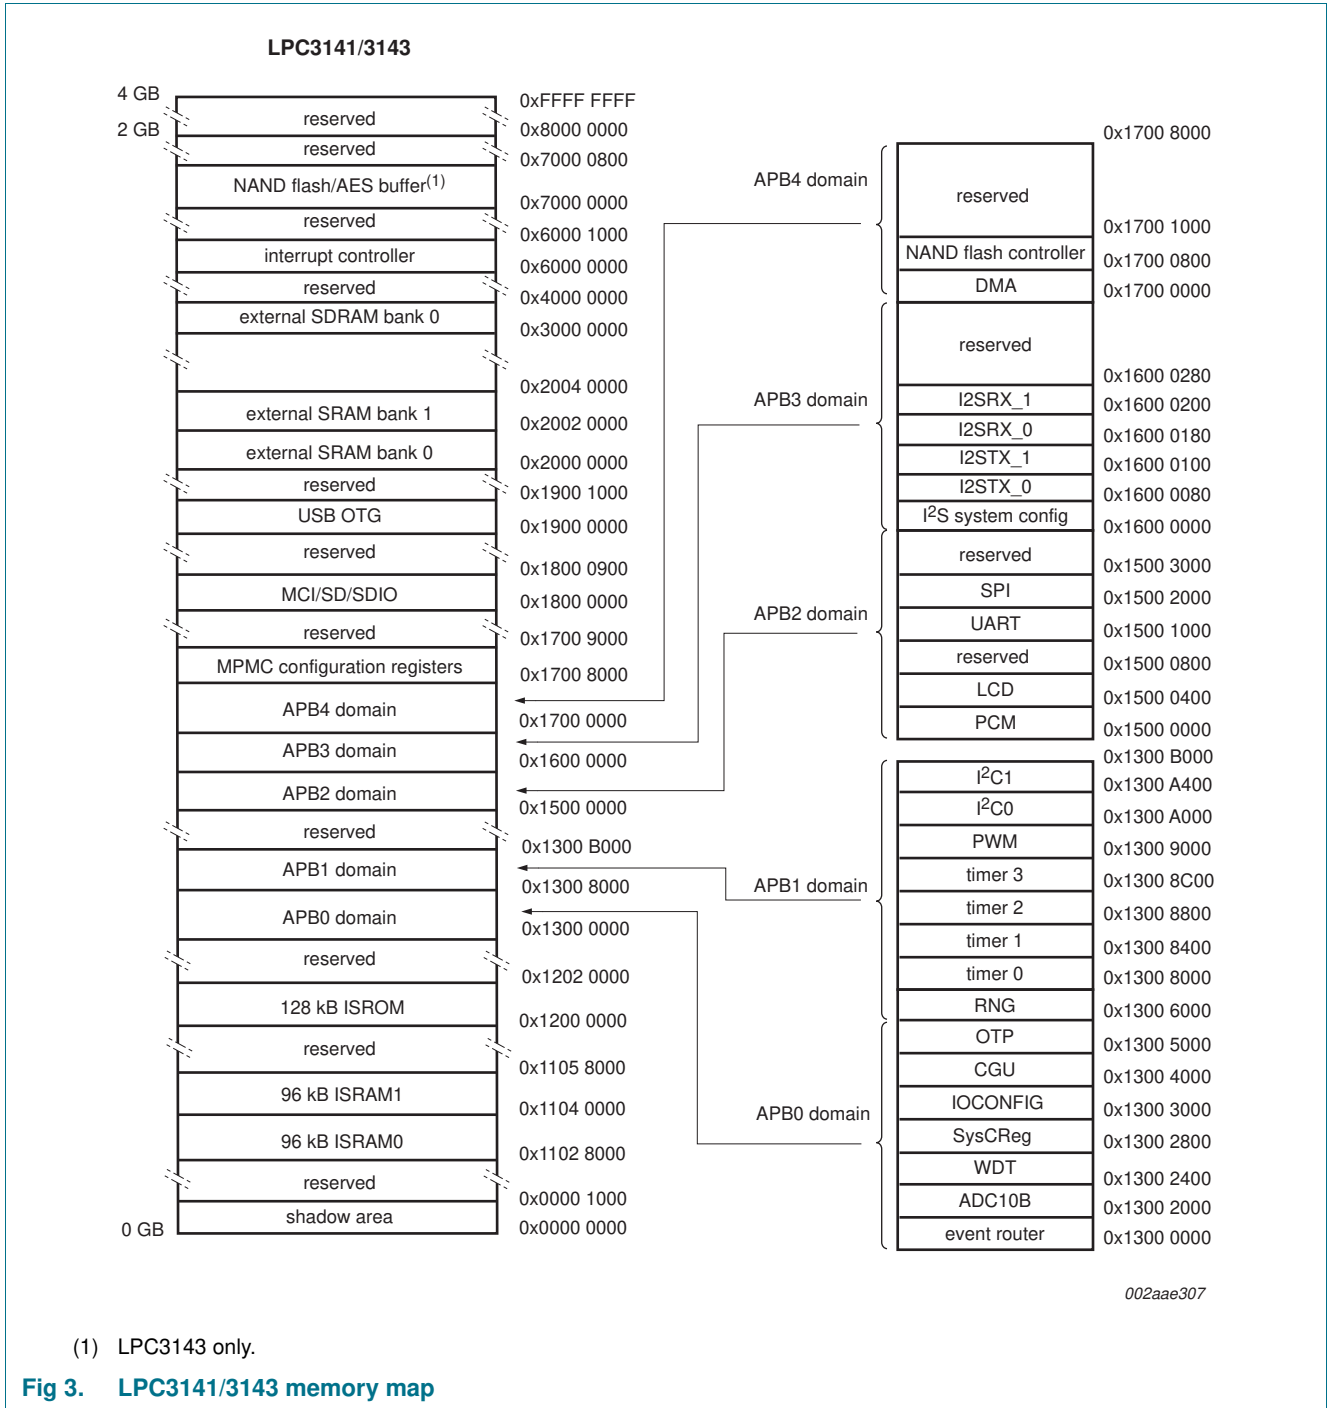 LPC3141/3143
4 GB
0xFFFF FFFF
reserved
2 GB
0x8000 0000
reserved
0x7000 0800
NAND flash/AES buffer(1)
0x7000 0000
reserved
0x6000 1000
interrupt controller
0x6000 0000
reserved
0x4000 0000
external SDRAM bank 0
0x3000 0000
0x2004 0000
external SRAM bank 1
0x2002 0000
external SRAM bank 0
0x2000 0000
reserved
0x1900 1000
USB OTG
0x1900 0000
reserved
0x1800 0900
MCI/SD/SDIO
0x1800 0000
reserved
0x1700 9000
MPMC configuration registers
0x1700 8000
APB4 domain
0x1700 0000
APB3 domain
0x1600 0000
APB2 domain
0x1500 0000
reserved
0x1300 B000
APB1 domain
0x1300 8000
APB0 domain
0x1300 0000
reserved
0x1202 0000
128 kB ISROM
0x1200 0000
reserved
0x1105 8000
96 kB ISRAM1
0x1104 0000
96 kB ISRAM0
0x1102 8000
reserved
0x0000 1000
shadow area
0 GB
0x0000 0000
0x1700 8000
APB4 domain
reserved
0x1700 1000
NAND flash controller
0x1700 0800
DMA
0x1700 0000
reserved
0x1600 0280
APB3 domain
I2SRX_1
0x1600 0200
I2SRX_0
0x1600 0180
I2STX_1
0x1600 0100
I2STX_0
0x1600 0080
I2S system config
0x1600 0000
reserved
0x1500 3000
SPI
0x1500 2000
APB2 domain
UART
0x1500 1000
reserved
0x1500 0800
LCD
0x1500 0400
PCM
0x1500 0000
0x1300 B000
I2C1
0x1300 A400
I2C0
0x1300 A000
PWM
0x1300 9000
APB1 domain
timer 3
0x1300 8C00
timer 2
0x1300 8800
timer 1
0x1300 8400
timer 0
0x1300 8000
RNG
0x1300 6000
OTP
0x1300 5000
CGU
0x1300 4000
APB0 domain
IOCONFIG
0x1300 3000
SysCReg
0x1300 2800
WDT
0x1300 2400
ADC10B
0x1300 2000
event router
0x1300 0000
002aae307
(1) LPC3143 only.
Fig 3. LPC3141/3143 memory map